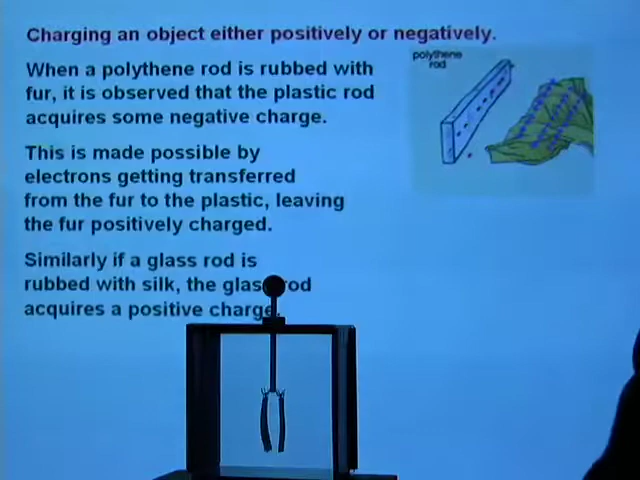 Charging an object either positively or negatively.
When a polythene rod is rubbed with
fur, it is observed that the plastic rod
acquires some negative charge.
This is made possible by
electrons getting transferred
from the fur to the plastic, leaving
the fur positively charged.
Similarly if a glass rod is
rubbed with silk, the glass rod
acquires a positive charge.
polythene
rod